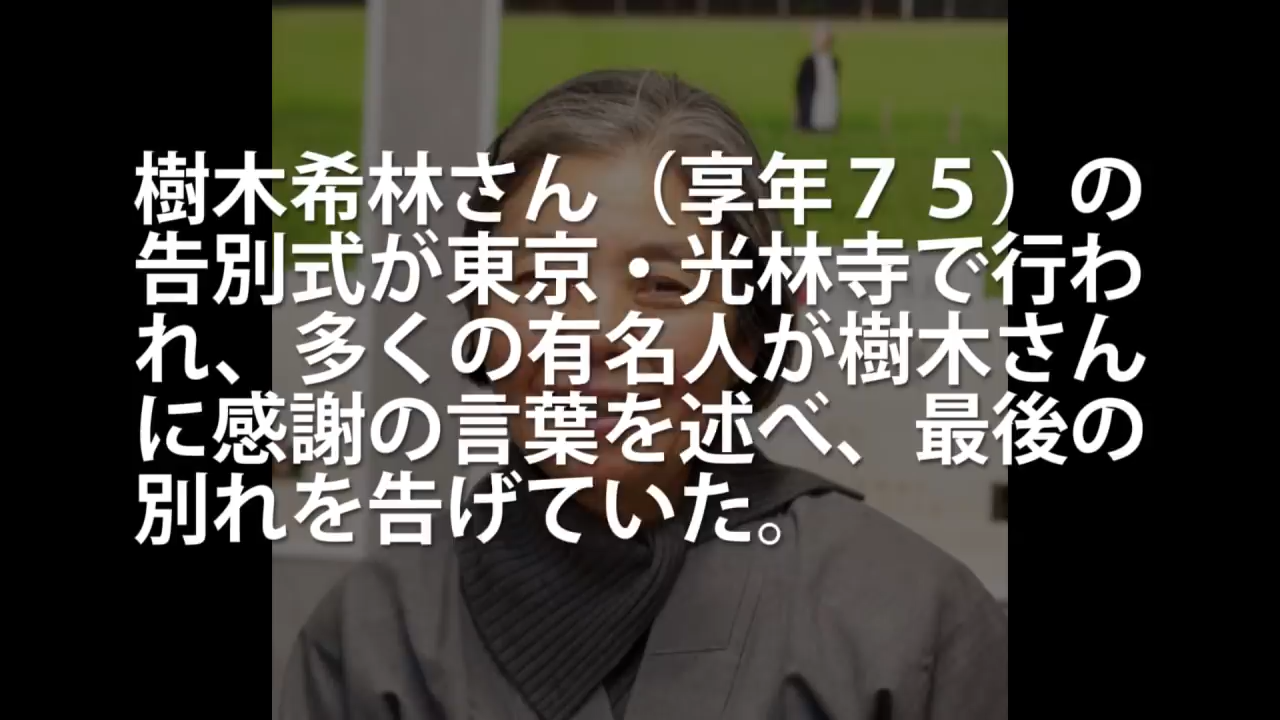 樹木希林さん（享年７５）の
告別式が東京・光林寺で行わ
れ、多くの有名人が樹木さん
に感謝の言葉を述べ、最後の
別れを告げていた。